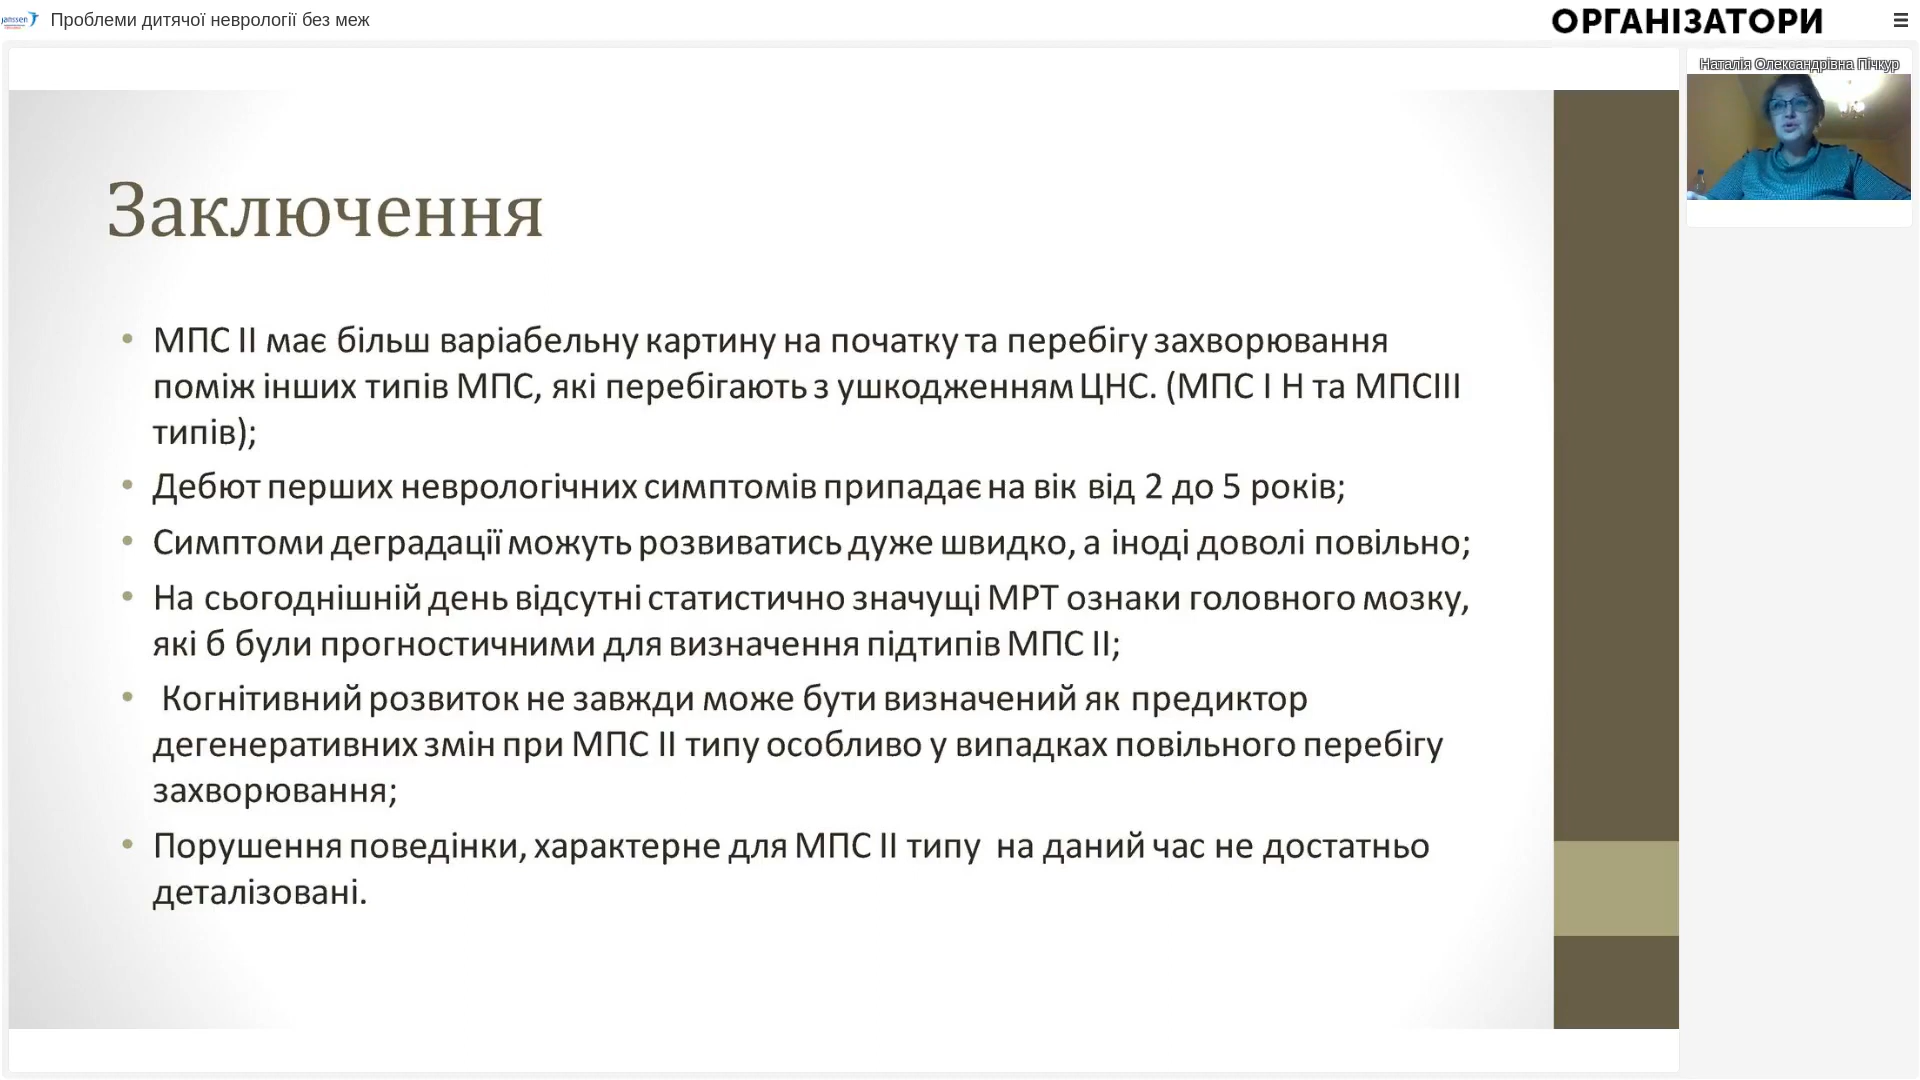 janssen
Проблеми дитячої неврології без меж
ОРГАНІЗАТОРИ
Наталія Олександрівна Пічкур
Заключення
• МПС ІІ має більш варіабельну картину на початку та перебігу захворювання
поміж інших типів МПС, які перебігають з ушкодженням ЦНС. (МПС І Н та МПСІІІ
типів);
• Дебют перших неврологічних симптомів припадає на вік від 2 до 5 років;
• Симптоми деградації можуть розвиватись дуже швидко, а іноді доволі повільно;
• На сьогоднішній день відсутні статистично значущі МРТ ознаки головного мозку,
які б були прогностичними для визначення підтипів МПС ІІ;
• Когнітивний розвиток не завжди може бути визначений як предиктор
дегенеративних змін при МПС ІІ типу особливо у випадках повільного перебігу
захворювання;
• Порушення поведінки, характерне для МПС ІІ типу на даний час не достатньо
деталізовані.